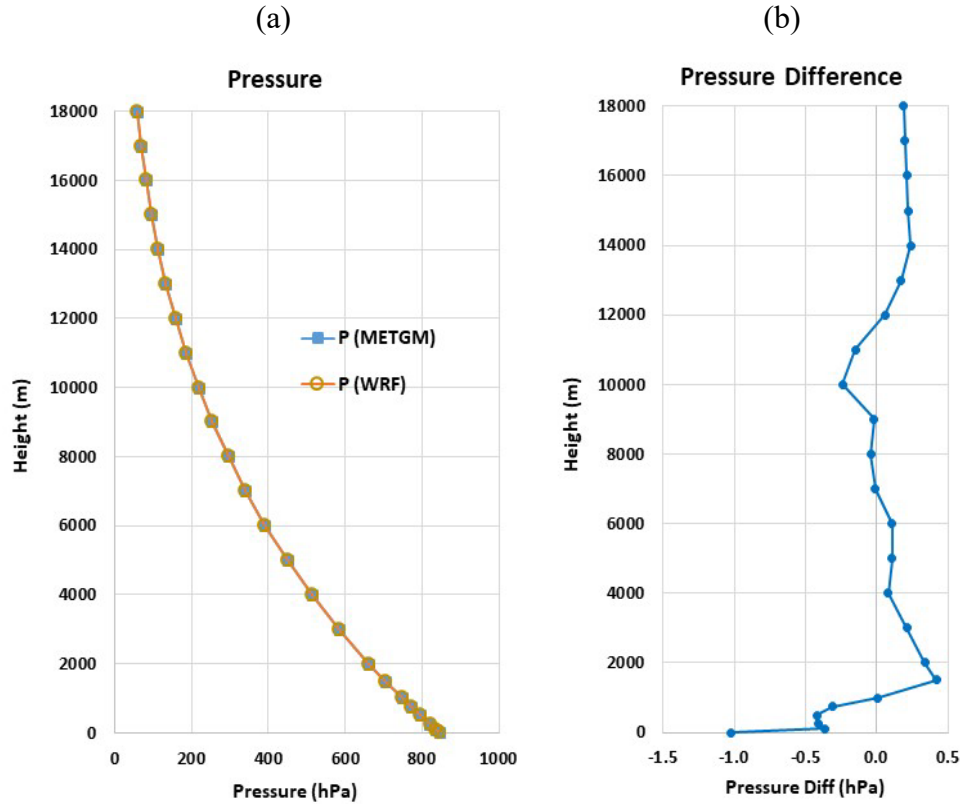 (a)
Pressure
18000
16000
14000
12000
10000
8000
6000
4000
2000
0
Height (m)
P (METGM)
P (WRF)
0 200 400 600 800 1000
Pressure (hPa)
(b)
Pressure Difference
18000
16000
14000
12000
10000
8000
6000
4000
2000
0
Height (m)
-1.5 -1.0 -0.5 0.0 0.5
Pressure Diff (hPa)